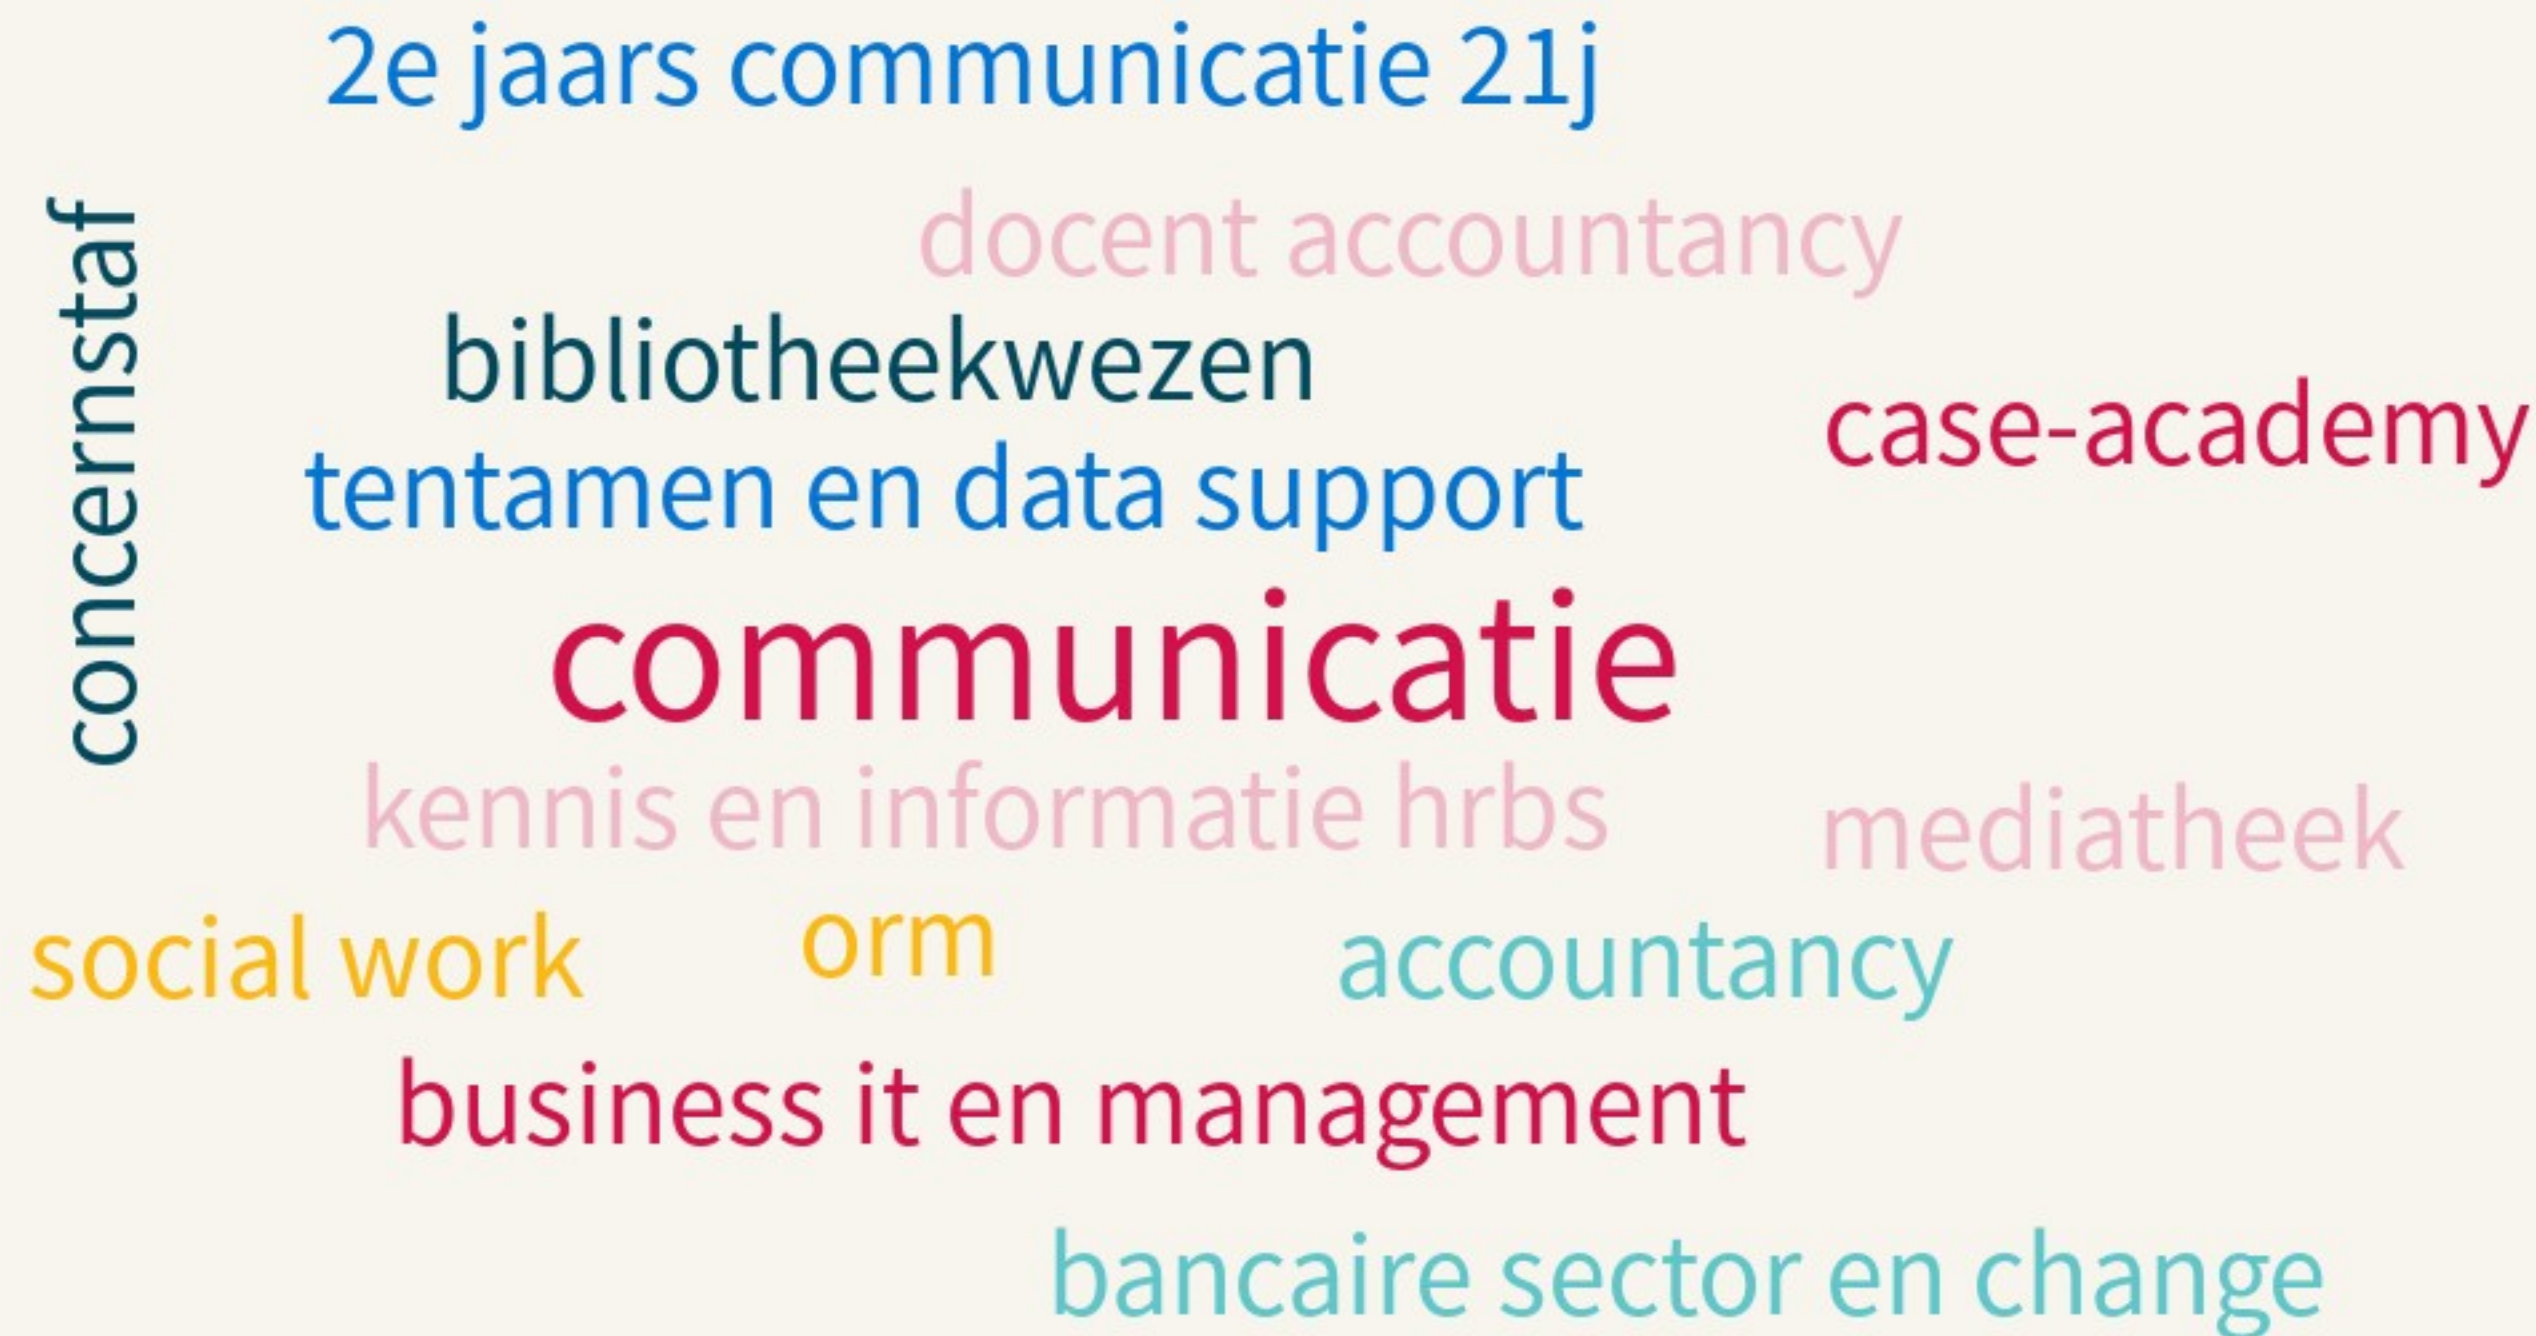 2e jaars communicatie 21j
docent accountancy
concernstaf
bibliotheekwezen
case-academy
tentamen en data support
communicatie
kennis en informatie hrbs
mediatheek
social work
orm
accountancy
business it en management
bancaire sector en change